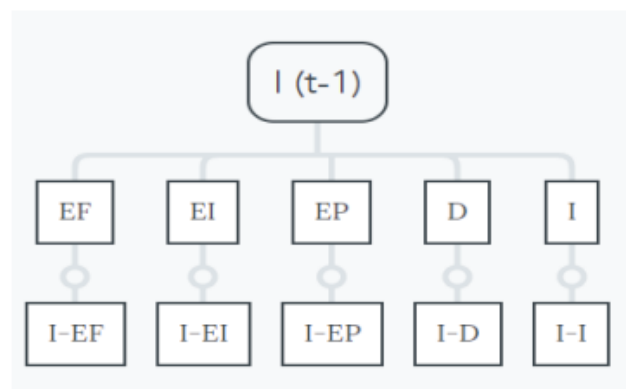 I (t-1)
EF EI EP D I
I-EF I-EI I-EP I-D I-I